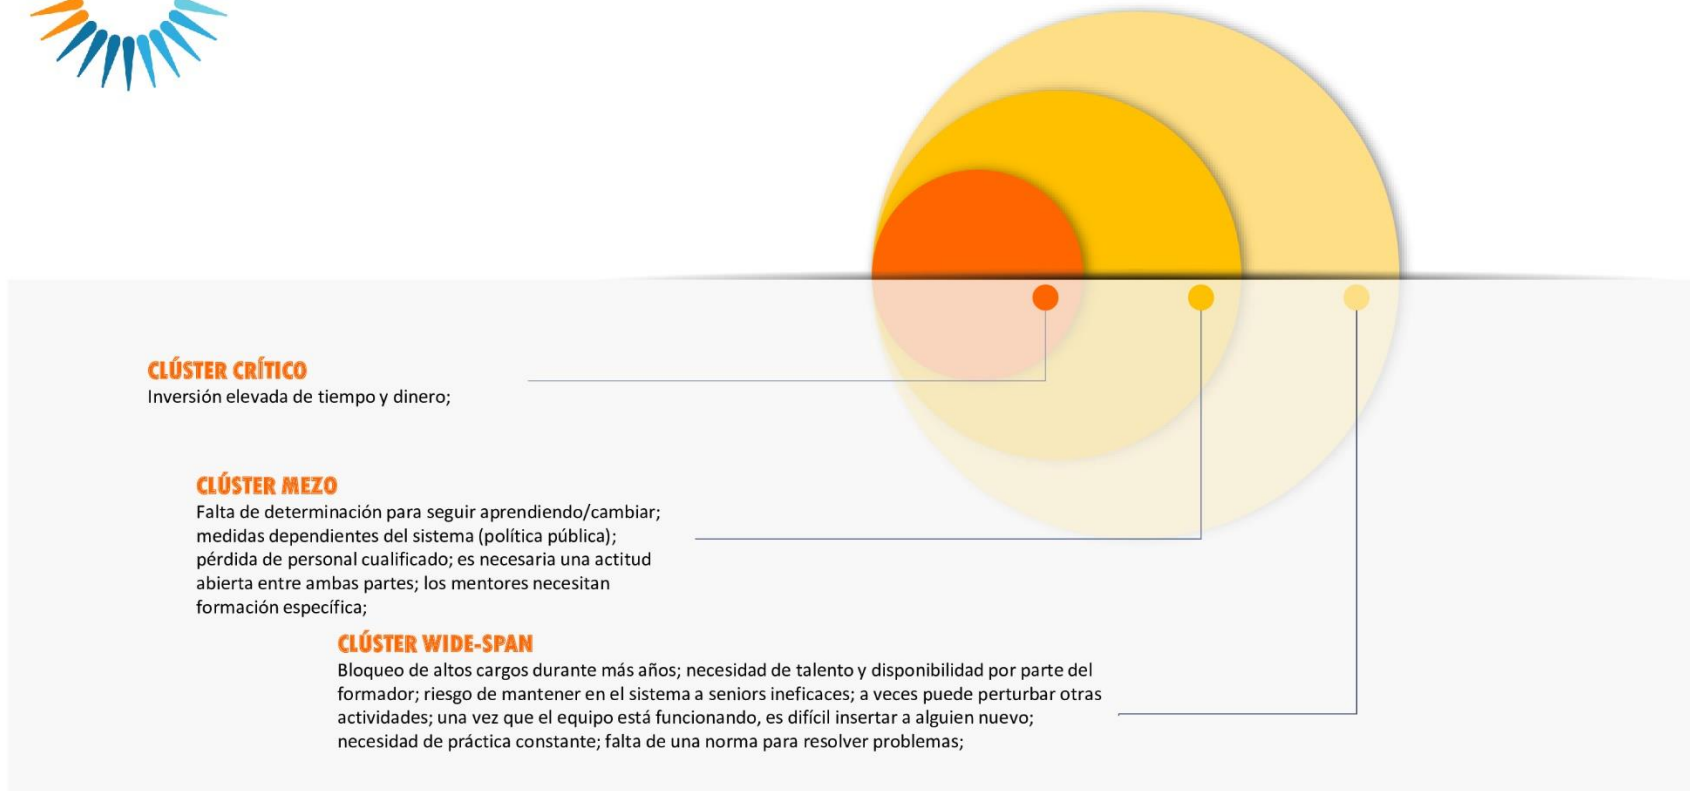 CLÚSTER CRÍTICO
Inversión elevada de tiempo y dinero;
CLÚSTER MEZO
Falta de determinación para seguir aprendiendo/cambiar;
medidas dependientes del sistema (política pública);
pérdida de personal cualificado; es necesaria una actitud
abierta entre ambas partes; los mentores necesitan
formación específica;
CLÚSTER WIDE-SPAN
Bloqueo de altos cargos durante más años; necesidad de talento y disponibilidad por parte del
formador; riesgo de mantener en el sistema a seniors ineficaces; a veces puede perturbar otras
actividades; una vez que el equipo está funcionando, es difícil insertar a alguien nuevo;
necesidad de práctica constante; falta de una norma para resolver problemas;